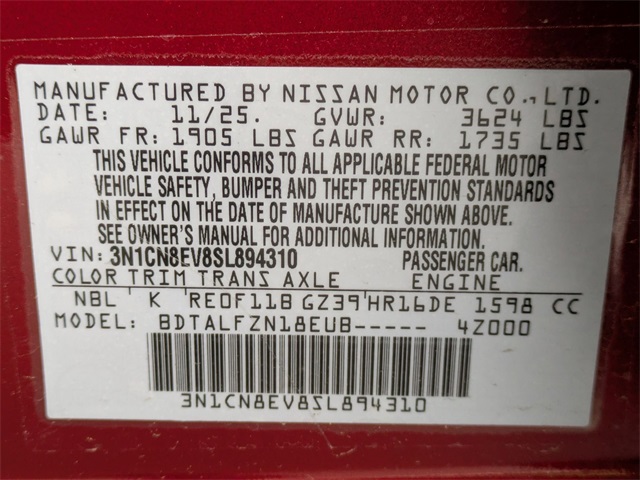 MANUFACTURED BY NISSAN MOTOR CO., LTD.
DATE: 11/25. GVWR: 3624 LBS
GAWR FR: 1905 LBS GAWR RR: 1735 LBS
THIS VEHICLE CONFORMS TO ALL APPLICABLE FEDERAL MOTOR
VEHICLE SAFETY, BUMPER AND THEFT PREVENTION STANDARDS
IN EFFECT ON THE DATE OF MANUFACTURE SHOWN ABOVE.
SEE OWNER'S MANUAL FOR ADDITIONAL INFORMATION.
VIN: 3N1CN8EV8SL894310 PASSENGER CAR.
COLOR TRIM TRANS AXLE ENGINE
NBL K RE0F11B GZ39 HR16DE 1598 CC
MODEL: BDTALFZN18EUB----- 4Z000
3N1CN8EV8SL894310